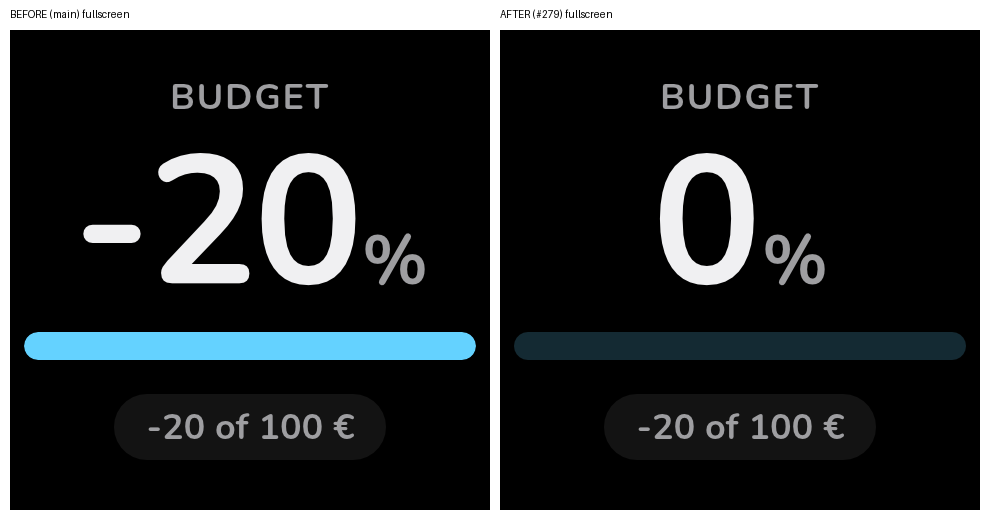 BEFORE (main) fullscreen
BUDGET
-20%
-20 of 100 €
AFTER (#279) fullscreen
BUDGET
0%
-20 of 100 €